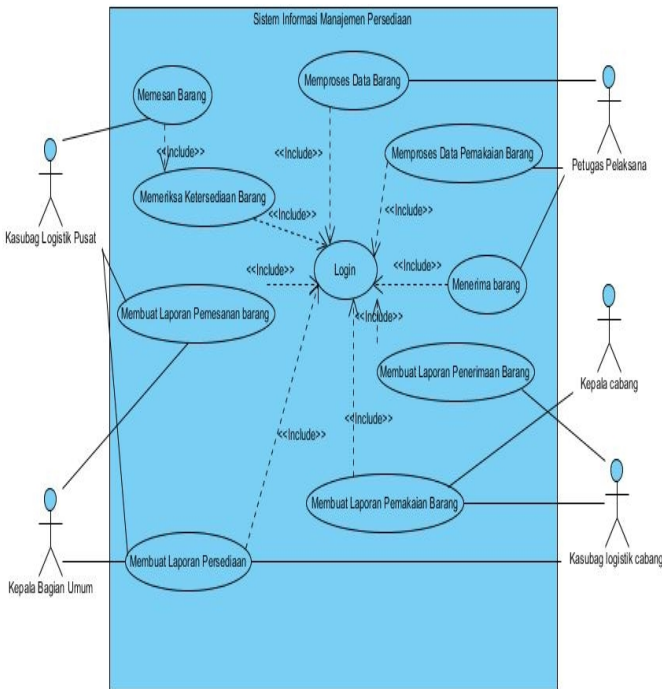 Sistem Informasi Manajemen Persediaan
Memesan Barang
Memproses Data Barang
<<Include>>
<<Include>>
Memproses Data Pemakaian Barang
Petugas Pelaksana
<<Include>>
Memeriksa Ketersediaan Barang
<<Include>>
Kasubag Logistik Pusat
<<Include>>
Login
<<Include>>
Menerima barang
Membuat Laporan Pemesanan barang
<<Include>>
Membuat Laporan Penerimaan Barang
Kepala cabang
<<Include>>
<<Include>>
Membuat Laporan Pemakaian Barang
Membuat Laporan Persediaan
Kasubag logistik cabang
Kepala Bagian Umum